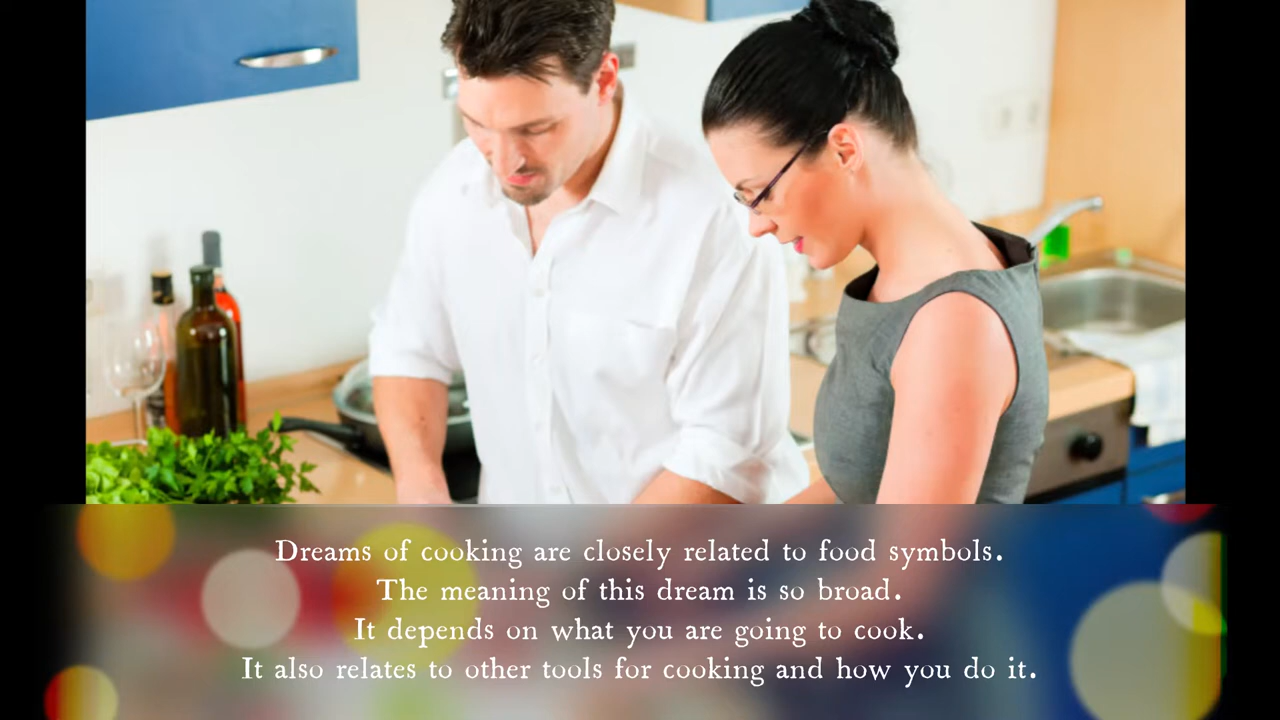 Dreams of cooking are closely related to food symbols.
The meaning of this dream is so broad.
It depends on what you are going to cook.
It also relates to other tools for cooking and how you do it.